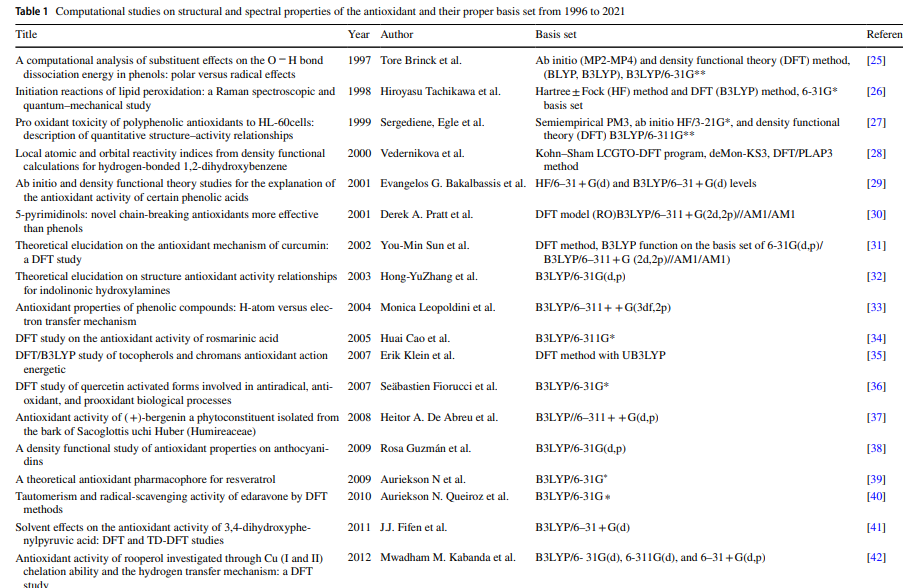 Table 1 Computational studies on structural and spectral properties of the antioxidant and their proper basis set from 1996 to 2021
Title Year Author Basis set Referen
A computational analysis of substituent effects on the O−H bond 1997 Tore Brinck et al. Ab initio (MP2-MP4) and density functional theory (DFT) method, [25]
dissociation energy in phenols: polar versus radical effects (BLYP, B3LYP), B3LYP/6-31G**
Initiation reactions of lipid peroxidation: a Raman spectroscopic and 1998 Hiroyasu Tachikawa et al. Hartree±Fock (HF) method and DFT (B3LYP) method, 6-31G* [26]
quantum–mechanical study basis set
Pro oxidant toxicity of polyphenolic antioxidants to HL-60cells: 1999 Sergediene, Egle et al. Semiempirical PM3, ab initio HF/3-21G*, and density functional [27]
description of quantitative structure–activity relationships theory (DFT) B3LYP/6-311G**
Local atomic and orbital reactivity indices from density functional 2000 Vedernikova et al. Kohn–Sham LCGTO-DFT program, deMon-KS3, DFT/PLAP3 [28]
calculations for hydrogen-bonded 1,2-dihydroxybenzene method
Ab initio and density functional theory studies for the explanation of 2001 Evangelos G. Bakalbassis et al. HF/6–31+G(d) and B3LYP/6–31+G(d) levels [29]
the antioxidant activity of certain phenolic acids
5-pyrimidinols: novel chain-breaking antioxidants more effective 2001 Derek A. Pratt et al. DFT model (RO)B3LYP/6–311+G(2d,2p)//AM1/AM1 [30]
than phenols
Theoretical elucidation on the antioxidant mechanism of curcumin: 2002 You-Min Sun et al. DFT method, B3LYP function on the basis set of 6-31G(d,p)/ [31]
a DFT study B3LYP/6–311+G (2d,2p)//AM1/AM1)
Theoretical elucidation on structure antioxidant activity relationships 2003 Hong-YuZhang et al. B3LYP/6-31G(d,p) [32]
for indolinonic hydroxylamines
Antioxidant properties of phenolic compounds: H-atom versus elec- 2004 Monica Leopoldini et al. B3LYP/6–311++G(3df,2p) [33]
tron transfer mechanism
DFT study on the antioxidant activity of rosmarinic acid 2005 Huai Cao et al. B3LYP/6-311G* [34]
DFT/B3LYP study of tocopherols and chromans antioxidant action 2007 Erik Klein et al. DFT method with UB3LYP [35]
energetic
DFT study of quercetin activated forms involved in antiradical, anti- 2007 Seäbastien Fiorucci et al. B3LYP/6-31G* [36]
oxidant, and prooxidant biological processes
Antioxidant activity of (+)-bergenin a phytoconstituent isolated from 2008 Heitor A. De Abreu et al. B3LYP//6–311++G(d,p) [37]
the bark of Sacoglottis uchi Huber (Humireaceae)
A density functional study of antioxidant properties on anthocyani- 2009 Rosa Guzmán et al. B3LYP/6-31G(d,p) [38]
dins
A theoretical antioxidant pharmacophore for resveratrol 2009 Auriekson N et al. B3LYP/6-31G* [39]
Tautomerism and radical-scavenging activity of edaravone by DFT 2010 Auriekson N. Queiroz et al. B3LYP/6-31G∗ [40]
methods
Solvent effects on the antioxidant activity of 3,4-dihydroxyphe- 2011 J.J. Fifen et al. B3LYP/6–31+G(d) [41]
nylpyruvic acid: DFT and TD-DFT studies
Antioxidant activity of rooperol investigated through Cu (I and II) 2012 Mwadham M. Kabanda et al. B3LYP/6- 31G(d), 6-311G(d), and 6–31+G(d,p) [42]
chelation ability and the hydrogen transfer mechanism: a DFT
study